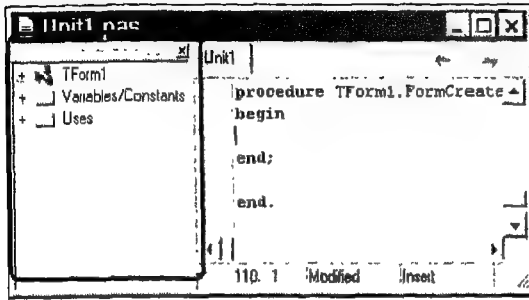 Unit1.pas
Unit1
TForm1
Variables/Constants
Uses
procedure TForm1.FormCreate
begin
end;
end.
110: 1 Modified Insert